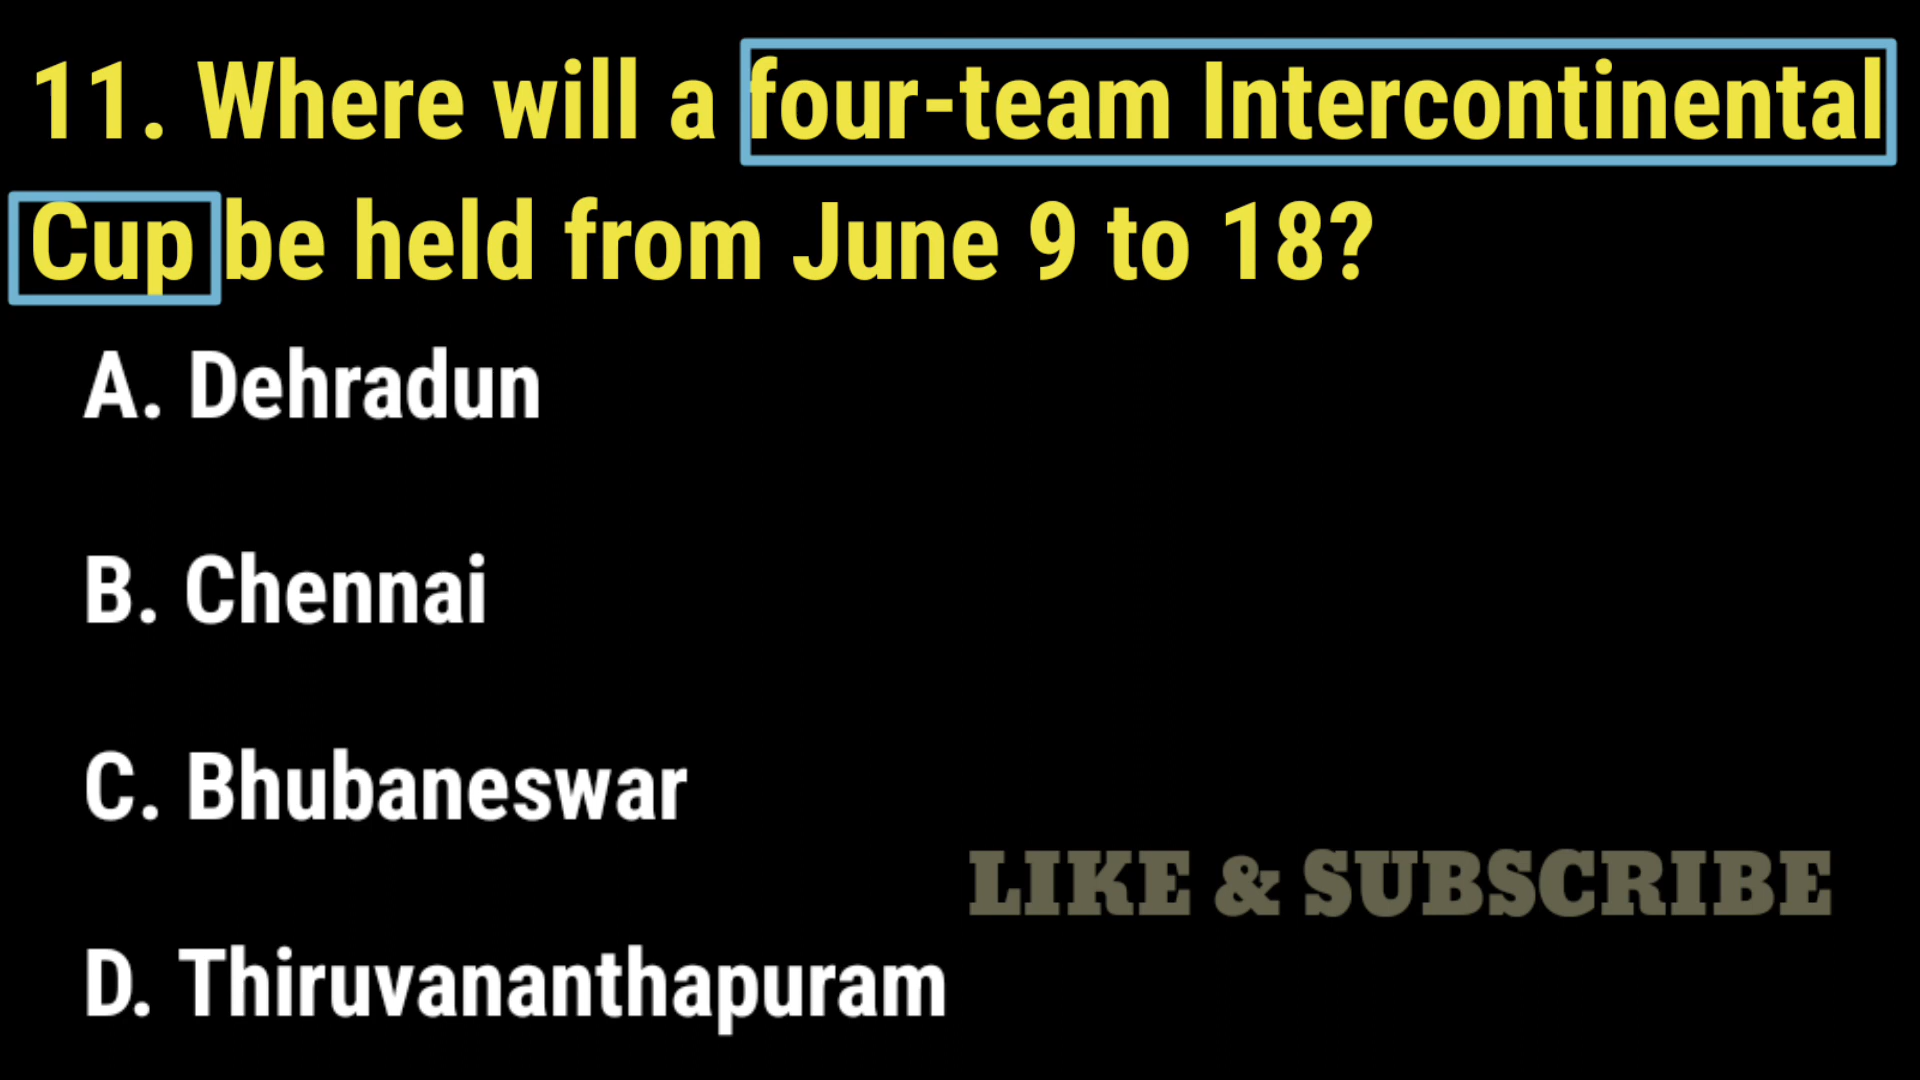 11. Where will a four-team Intercontinental
Cup be held from June 9 to 18?
A. Dehradun
B. Chennai
C. Bhubaneswar
LIKE & SUBSCRIBE
D. Thiruvananthapuram